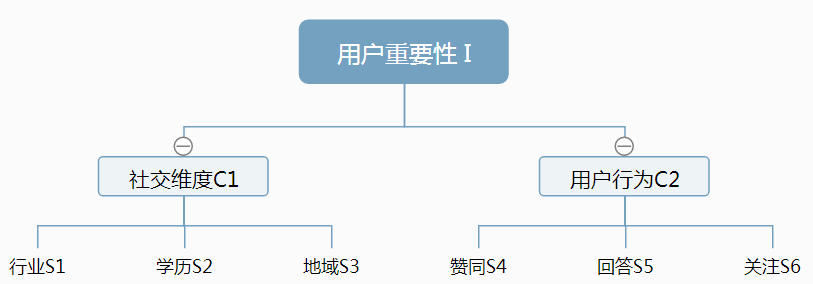 用户重要性 I
社交维度C1
用户行为C2
行业S1
学历S2
地域S3
赞同S4
回答S5
关注S6